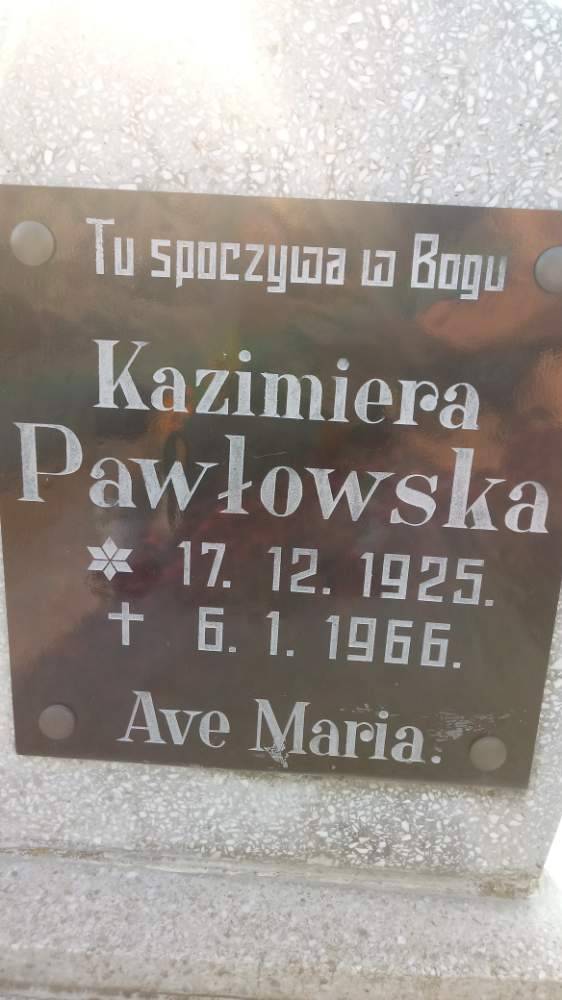 Tu spoczywa w Bogu
Kazimiera
Pawłowska
* 17. 12. 1925.
† 6. 1. 1966.
Ave Maria.